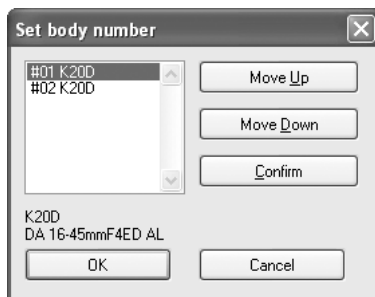 Set body number
#01 K20D
#02 K20D
Move Up
Move Down
Confirm
K20D
DA 16-45mmF4ED AL
OK
Cancel